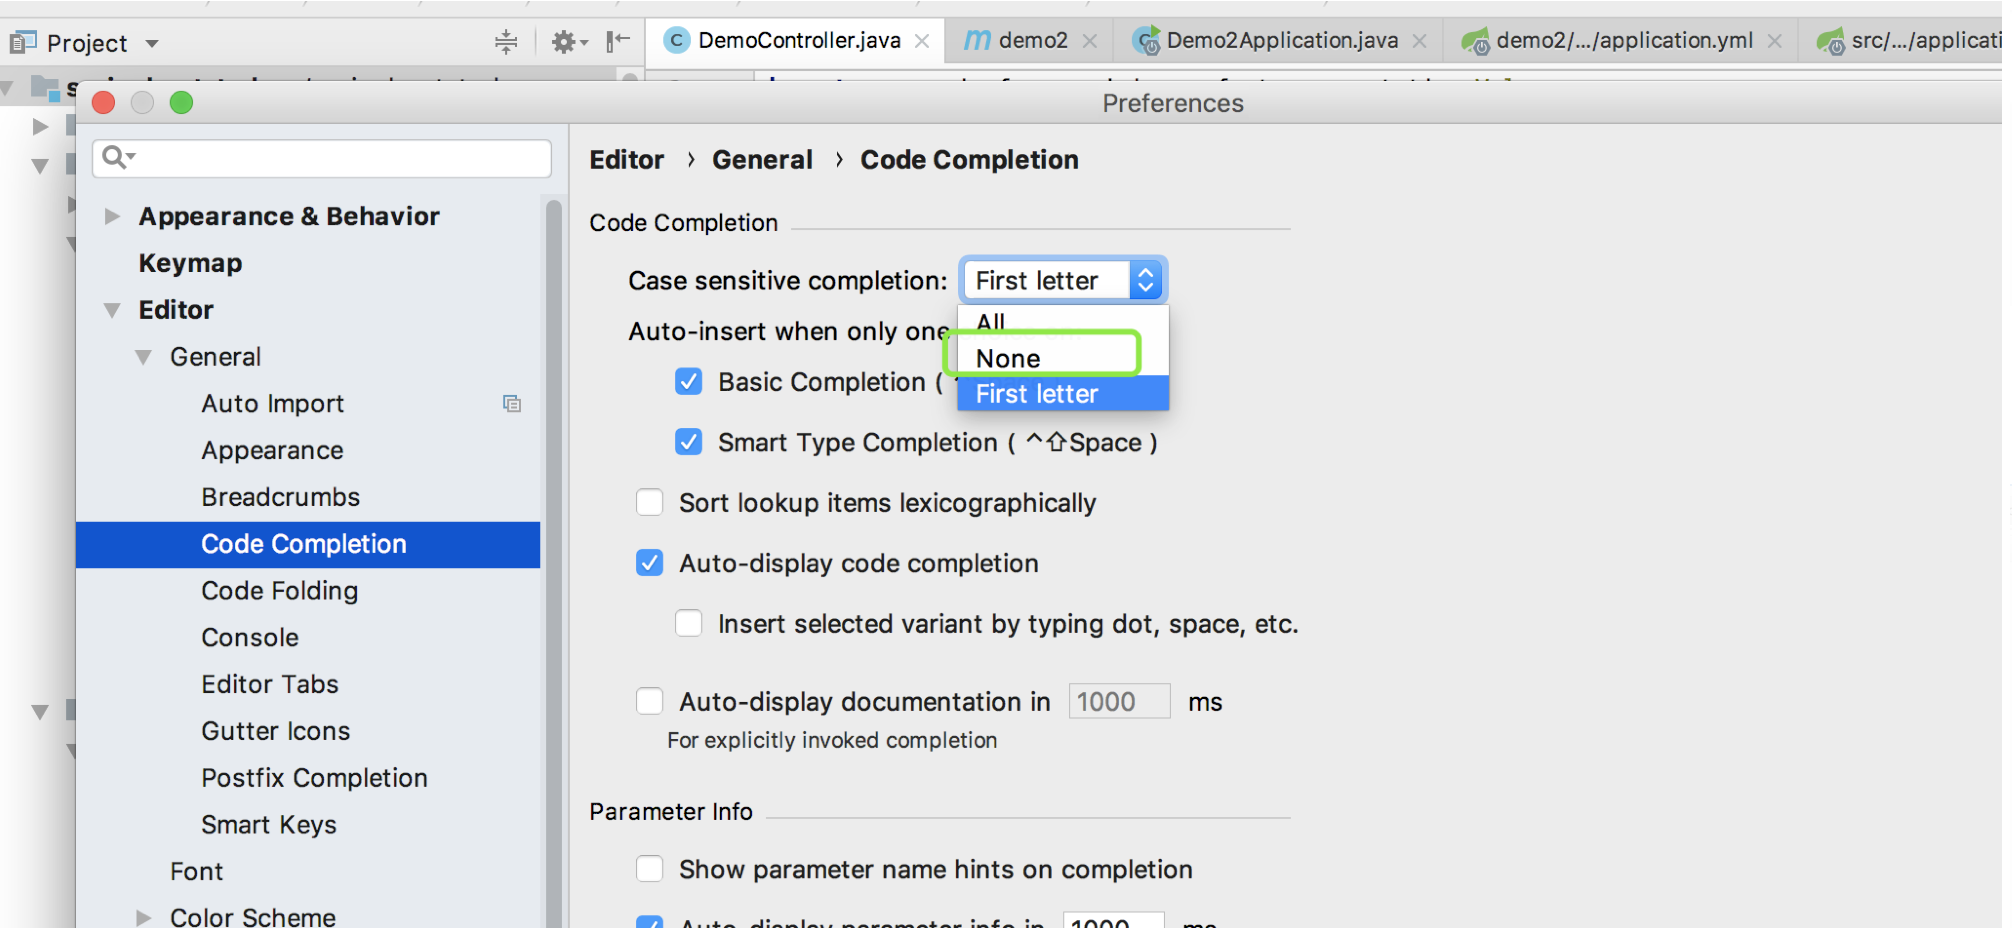 Project
DemoController.java
demo2
Demo2Application.java
demo2/.../application.yml
src/.../applicati
Preferences
Editor › General › Code Completion
Appearance & Behavior
Keymap
Editor
General
Auto Import
Appearance
Breadcrumbs
Code Completion
Code Folding
Console
Editor Tabs
Gutter Icons
Postfix Completion
Smart Keys
Font
Color Scheme
Code Completion
Case sensitive completion: First letter
All
None
First letter
Auto-insert when only one
Basic Completion ( ^
Smart Type Completion ( ^⇧Space )
Sort lookup items lexicographically
Auto-display code completion
Insert selected variant by typing dot, space, etc.
Auto-display documentation in 1000 ms
For explicitly invoked completion
Parameter Info
Show parameter name hints on completion
Auto-display parameter info in 1000 ms